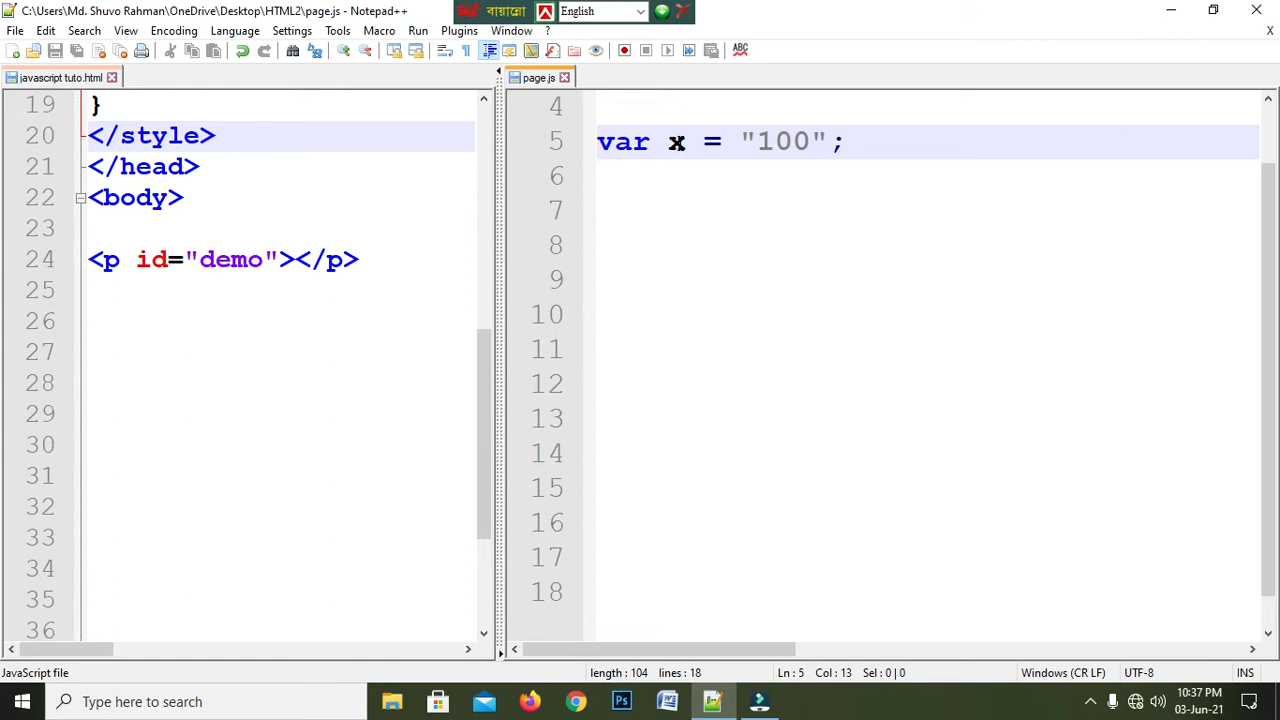 C:\Users\Md. Shuvo Rahman\OneDrive\Desktop\HTML2\page.js - Notepad++
বায়ান্নো
English
File Edit Search View Encoding Language Settings Tools Macro Run Plugins Window ?
X
ABC
javascript tuto.html
page.js
19 }
20 </style>
21 </head>
22 <body>
23
24 <p id="demo"></p>
25
26
27
28
29
30
31
32
33
34
35
36
4
5 var x = "100";
6
7
8
9
10
11
12
13
14
15
16
17
18
JavaScript file
length : 104 lines : 18
Ln : 5 Col : 13 Sel : 0 | 0
Windows (CR LF)
UTF-8
INS
Type here to search
Ps
W
10:37 PM
03-Jun-21